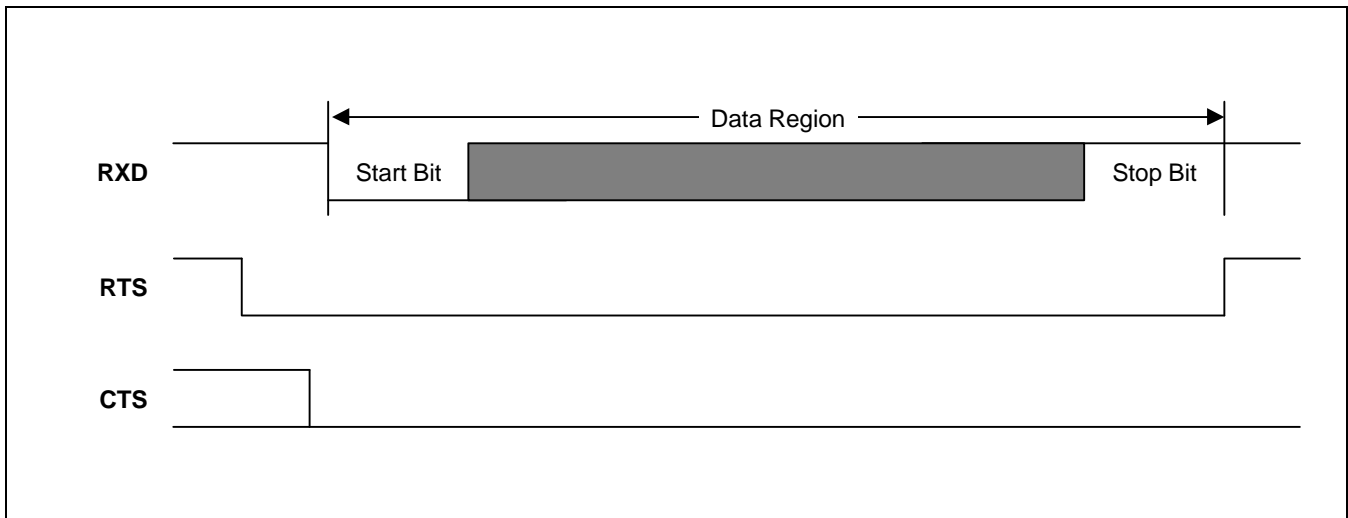 Data Region
RXD
Start Bit
Stop Bit
RTS
CTS